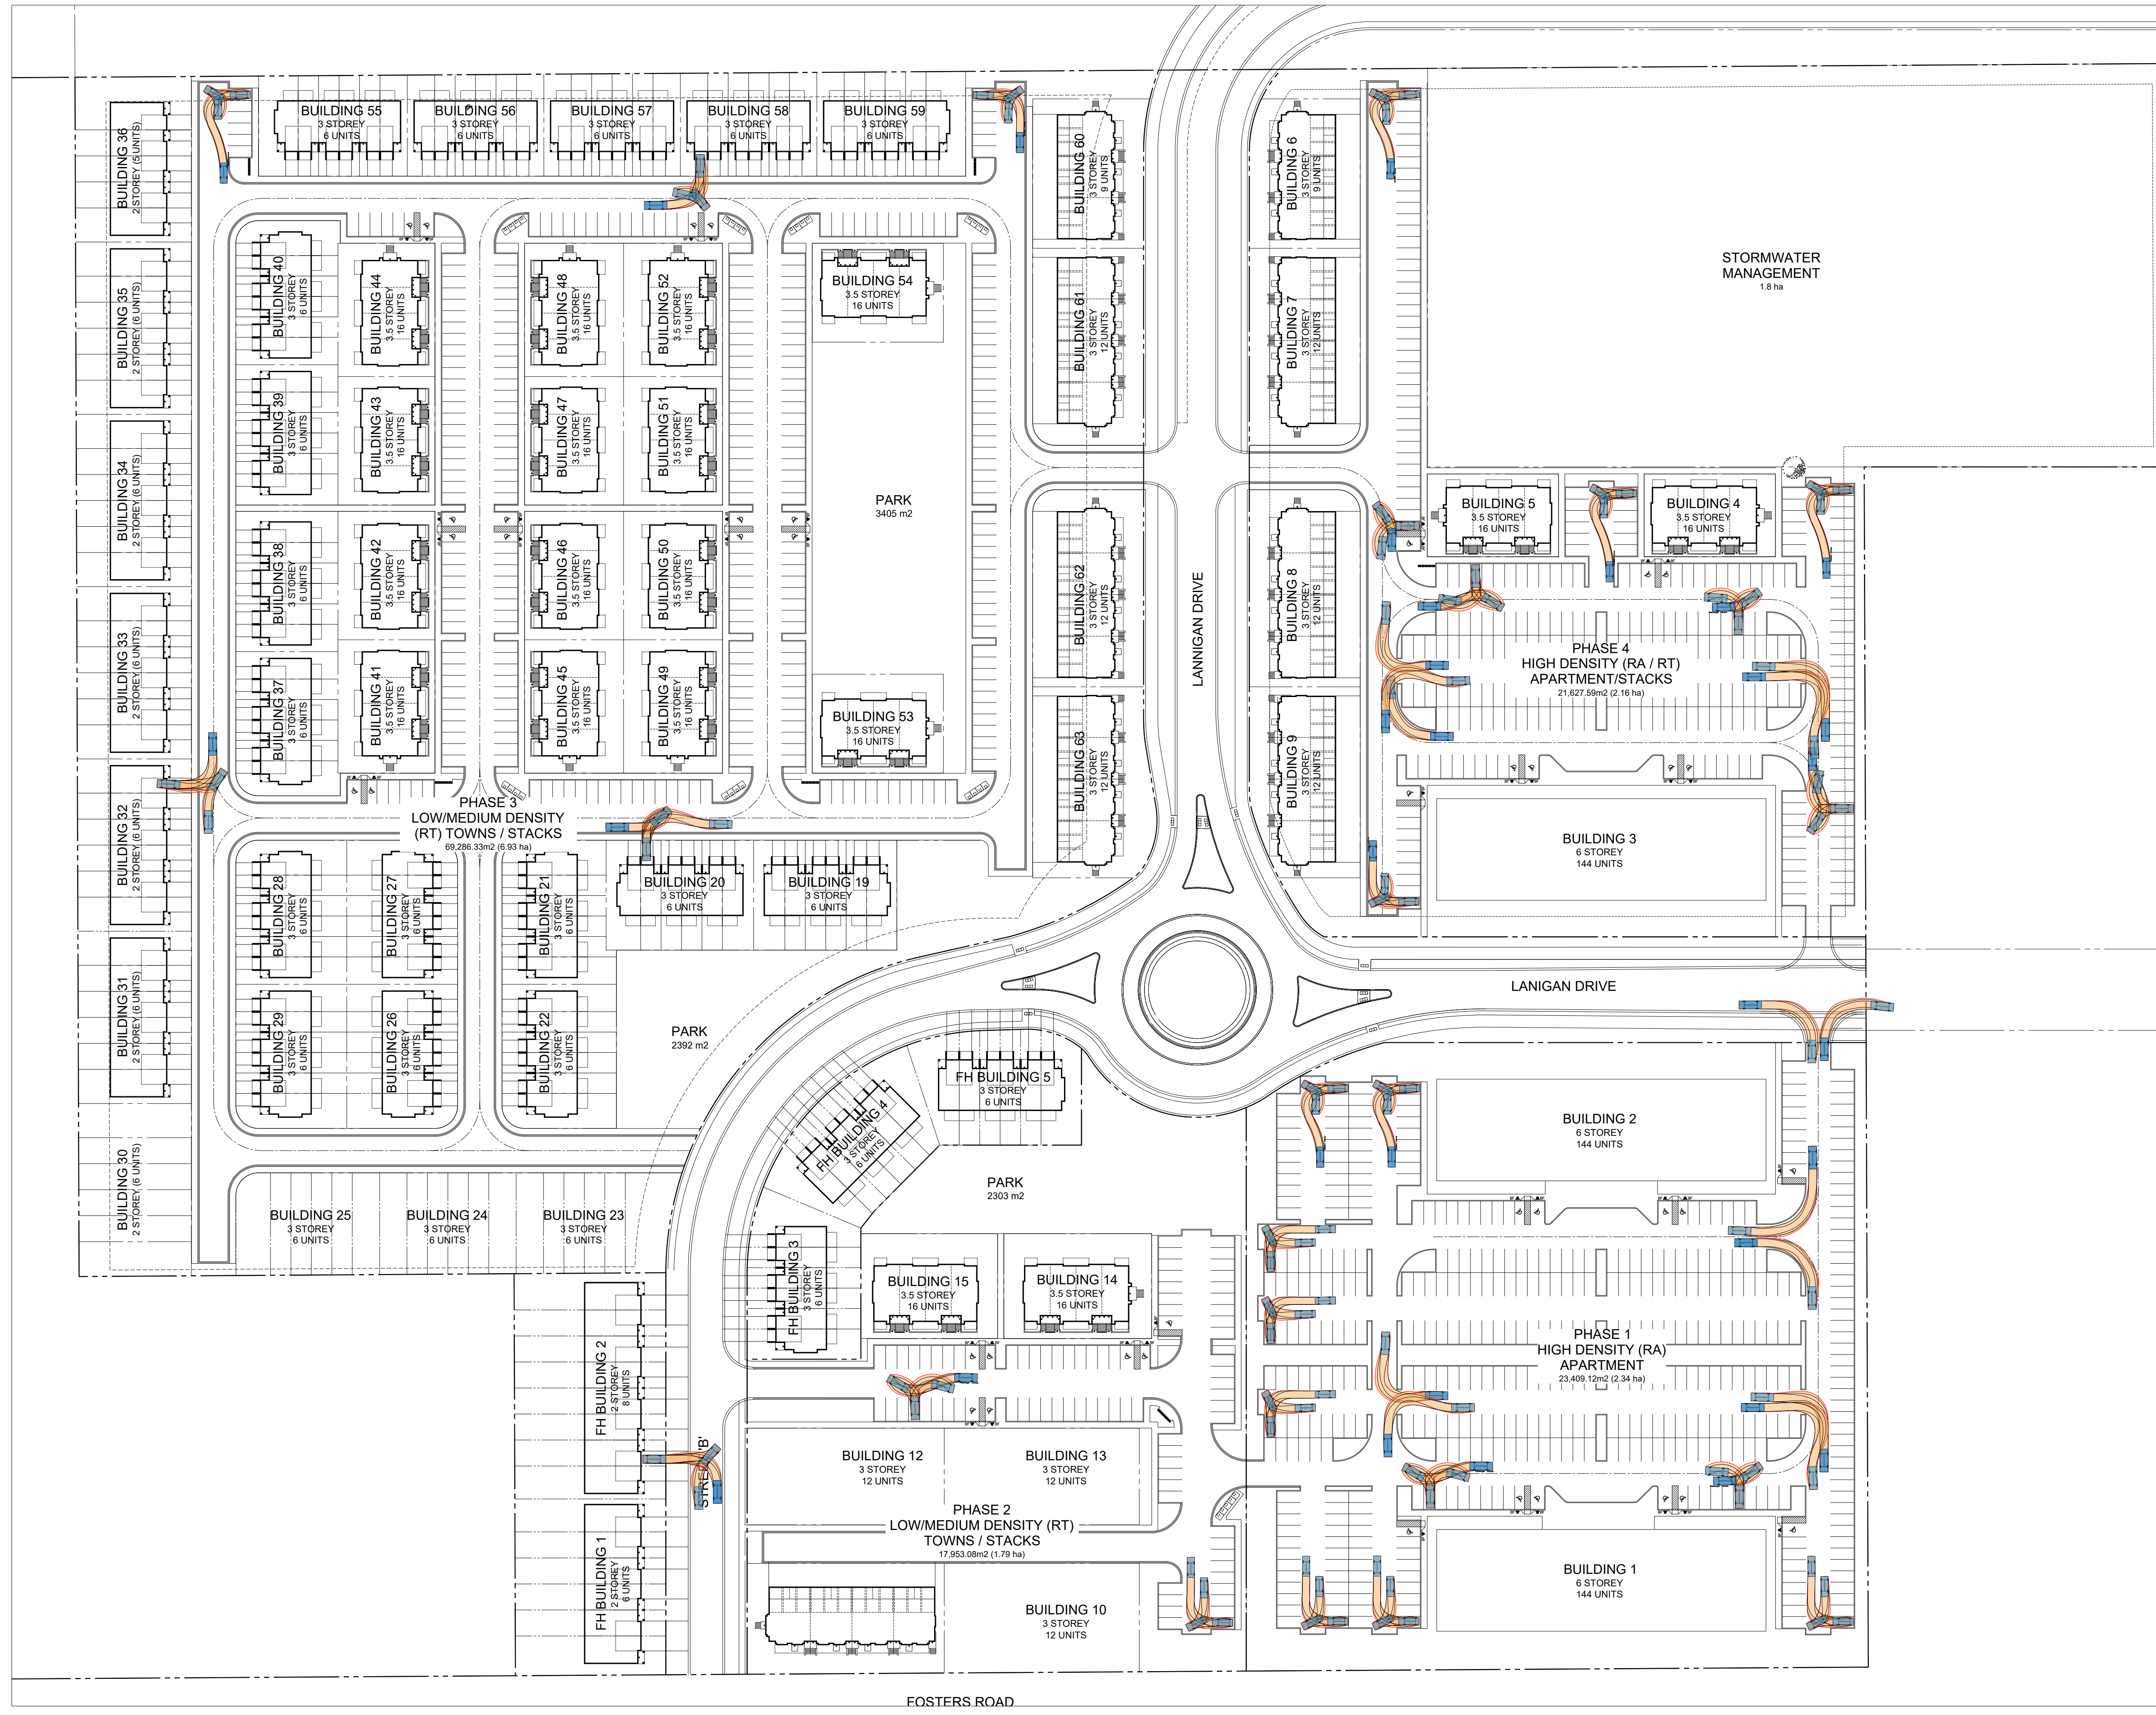 BUILDING 55
3 STOREY
6 UNITS
BUILDING 56
3 STOREY
6 UNITS
BUILDING 57
3 STOREY
6 UNITS
BUILDING 58
3 STOREY
6 UNITS
BUILDING 59
3 STOREY
6 UNITS
BUILDING 36
2 STOREY (5 UNITS)
BUILDING 35
2 STOREY (6 UNITS)
BUILDING 34
2 STOREY (6 UNITS)
BUILDING 33
2 STOREY (6 UNITS)
BUILDING 32
2 STOREY (6 UNITS)
BUILDING 31
2 STOREY (6 UNITS)
BUILDING 30
2 STOREY (6 UNITS)
BUILDING 40
3 STOREY
6 UNITS
BUILDING 39
3 STOREY
6 UNITS
BUILDING 38
3 STOREY
6 UNITS
BUILDING 37
3 STOREY
6 UNITS
BUILDING 44
3.5 STOREY
16 UNITS
BUILDING 43
3.5 STOREY
16 UNITS
BUILDING 42
3.5 STOREY
16 UNITS
BUILDING 41
3.5 STOREY
16 UNITS
BUILDING 48
3.5 STOREY
16 UNITS
BUILDING 47
3.5 STOREY
16 UNITS
BUILDING 46
3.5 STOREY
16 UNITS
BUILDING 45
3.5 STOREY
16 UNITS
BUILDING 52
3.5 STOREY
16 UNITS
BUILDING 51
3.5 STOREY
16 UNITS
BUILDING 50
3.5 STOREY
16 UNITS
BUILDING 49
3.5 STOREY
16 UNITS
BUILDING 54
3.5 STOREY
16 UNITS
PARK
3405 m2
BUILDING 53
3.5 STOREY
16 UNITS
BUILDING 60
3 STOREY
9 UNITS
BUILDING 61
3 STOREY
12 UNITS
BUILDING 62
3 STOREY
12 UNITS
BUILDING 63
3 STOREY
12 UNITS
LANNIGAN DRIVE
BUILDING 6
3 STOREY
9 UNITS
BUILDING 7
3 STOREY
12 UNITS
BUILDING 8
3 STOREY
12 UNITS
BUILDING 9
3 STOREY
12 UNITS
STORMWATER
MANAGEMENT
1.8 ha
BUILDING 5
3.5 STOREY
16 UNITS
BUILDING 4
3.5 STOREY
16 UNITS
PHASE 4
HIGH DENSITY (RA / RT)
APARTMENT/STACKS
21,627.59m2 (2.16 ha)
BUILDING 3
6 STOREY
144 UNITS
PHASE 3
LOW/MEDIUM DENSITY
(RT) TOWNS / STACKS
69,286.33m2 (6.93 ha)
BUILDING 28
3 STOREY
6 UNITS
BUILDING 27
3 STOREY
6 UNITS
BUILDING 21
3 STOREY
6 UNITS
BUILDING 20
3 STOREY
6 UNITS
BUILDING 19
3 STOREY
6 UNITS
BUILDING 29
3 STOREY
6 UNITS
BUILDING 26
3 STOREY
6 UNITS
BUILDING 22
3 STOREY
6 UNITS
PARK
2392 m2
LANIGAN DRIVE
FH BUILDING 5
3 STOREY
6 UNITS
FH BUILDING 4
3 STOREY
6 UNITS
BUILDING 2
6 STOREY
144 UNITS
PARK
2303 m2
BUILDING 25
3 STOREY
6 UNITS
BUILDING 24
3 STOREY
6 UNITS
BUILDING 23
3 STOREY
6 UNITS
FH BUILDING 3
3 STOREY
6 UNITS
BUILDING 15
3.5 STOREY
16 UNITS
BUILDING 14
3.5 STOREY
16 UNITS
PHASE 1
HIGH DENSITY (RA)
APARTMENT
23,409.12m2 (2.34 ha)
FH BUILDING 2
2 STOREY
8 UNITS
STREET 'B'
BUILDING 12
3 STOREY
12 UNITS
BUILDING 13
3 STOREY
12 UNITS
PHASE 2
LOW/MEDIUM DENSITY (RT)
TOWNS / STACKS
17,953.08m2 (1.79 ha)
FH BUILDING 1
2 STOREY
6 UNITS
BUILDING 10
3 STOREY
12 UNITS
BUILDING 1
6 STOREY
144 UNITS
FOSTERS ROAD